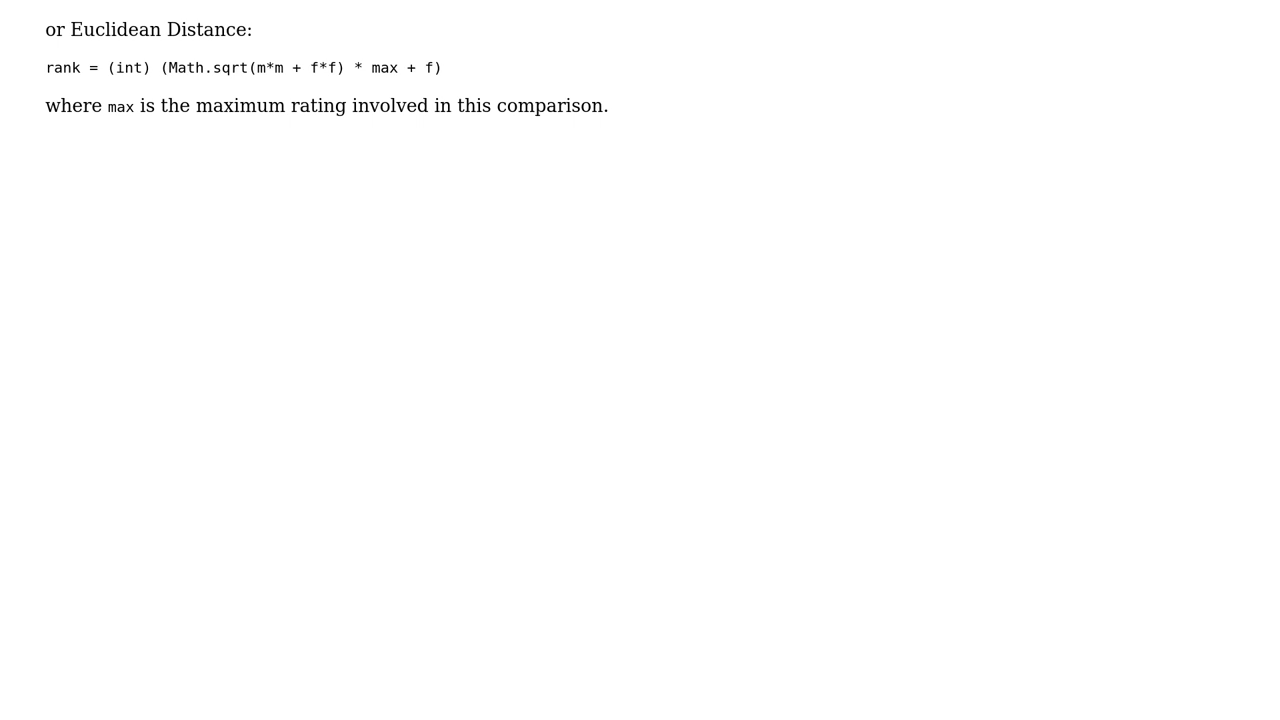 or Euclidean Distance:
rank = (int) (Math.sqrt(m*m + f*f) * max + f)
where max is the maximum rating involved in this comparison.